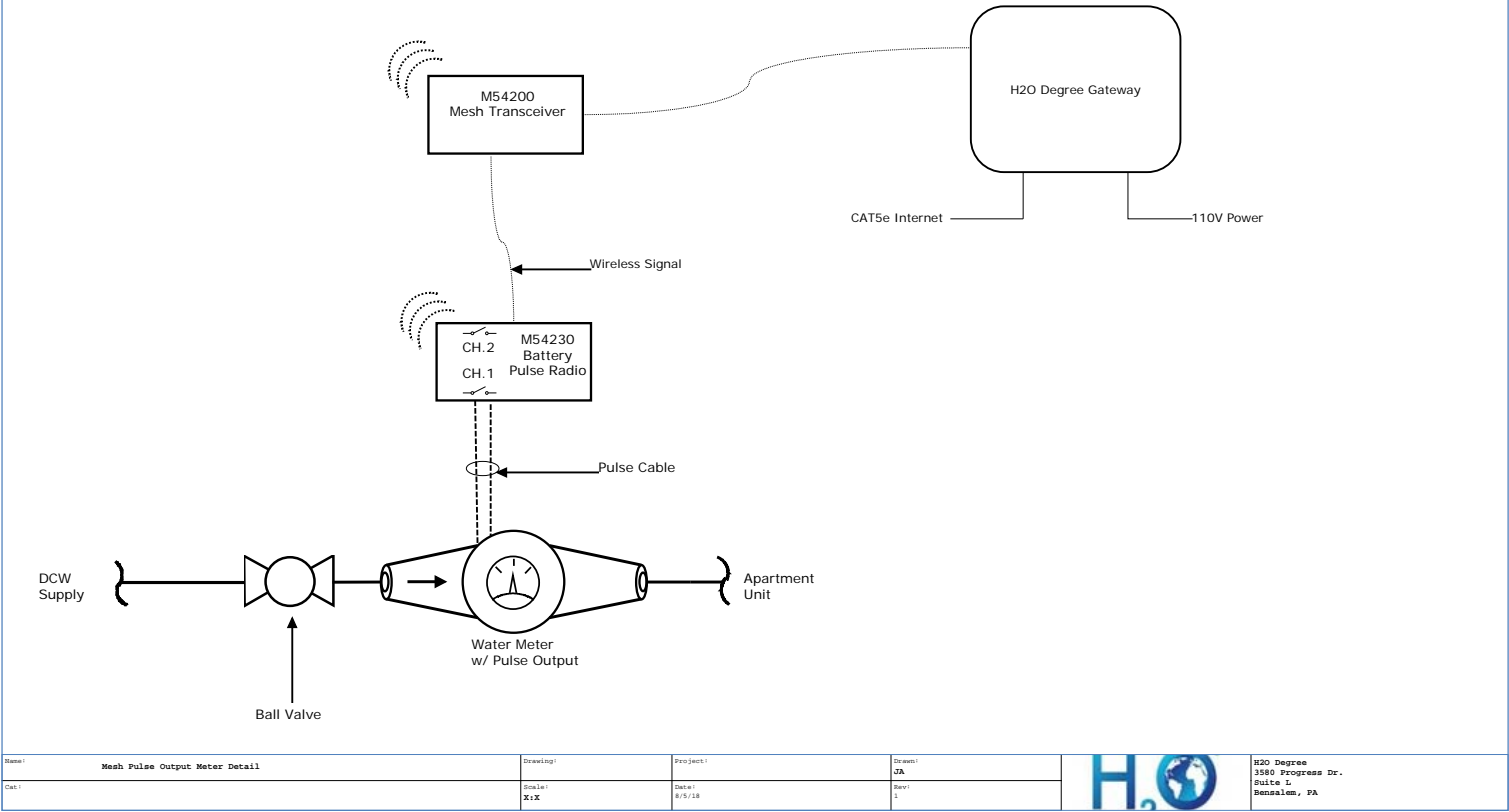 M54200
Mesh Transceiver
H2O Degree Gateway
CAT5e Internet
110V Power
Wireless Signal
CH.2
CH.1
M54230
Battery
Pulse Radio
Pulse Cable
DCW
Supply
Apartment
Unit
Water Meter
w/ Pulse Output
Ball Valve
Name:
Mesh Pulse Output Meter Detail
Drawing:
Project:
Drawn:
JA
Cat:
Scale:
X:X
Date:
8/5/18
Rev:
1
H2O
H2O Degree
3580 Progress Dr.
Suite L
Bensalem, PA